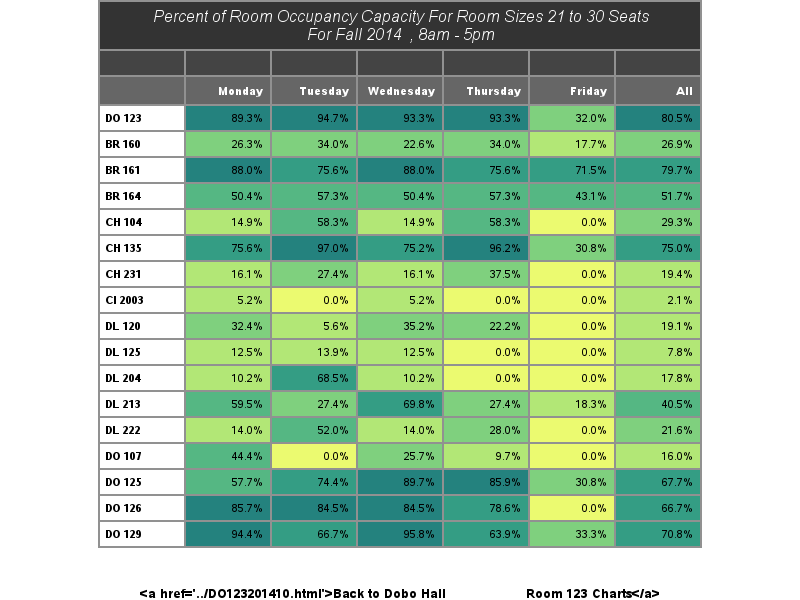 Percent of Room Occupancy Capacity For Room Sizes 21 to 30 Seats
For Fall 2014 , 8am - 5pm
Monday Tuesday Wednesday Thursday Friday All
DO 123 89.3% 94.7% 93.3% 93.3% 32.0% 80.5%
BR 160 26.3% 34.0% 22.6% 34.0% 17.7% 26.9%
BR 161 88.0% 75.6% 88.0% 75.6% 71.5% 79.7%
BR 164 50.4% 57.3% 50.4% 57.3% 43.1% 51.7%
CH 104 14.9% 58.3% 14.9% 58.3% 0.0% 29.3%
CH 135 75.6% 97.0% 75.2% 96.2% 30.8% 75.0%
CH 231 16.1% 27.4% 16.1% 37.5% 0.0% 19.4%
CI 2003 5.2% 0.0% 5.2% 0.0% 0.0% 2.1%
DL 120 32.4% 5.6% 35.2% 22.2% 0.0% 19.1%
DL 125 12.5% 13.9% 12.5% 0.0% 0.0% 7.8%
DL 204 10.2% 68.5% 10.2% 0.0% 0.0% 17.8%
DL 213 59.5% 27.4% 69.8% 27.4% 18.3% 40.5%
DL 222 14.0% 52.0% 14.0% 28.0% 0.0% 21.6%
DO 107 44.4% 0.0% 25.7% 9.7% 0.0% 16.0%
DO 125 57.7% 74.4% 89.7% 85.9% 30.8% 67.7%
DO 126 85.7% 84.5% 84.5% 78.6% 0.0% 66.7%
DO 129 94.4% 66.7% 95.8% 63.9% 33.3% 70.8%
<a href='../DO123201410.html'>Back to Dobo Hall Room 123 Charts</a>